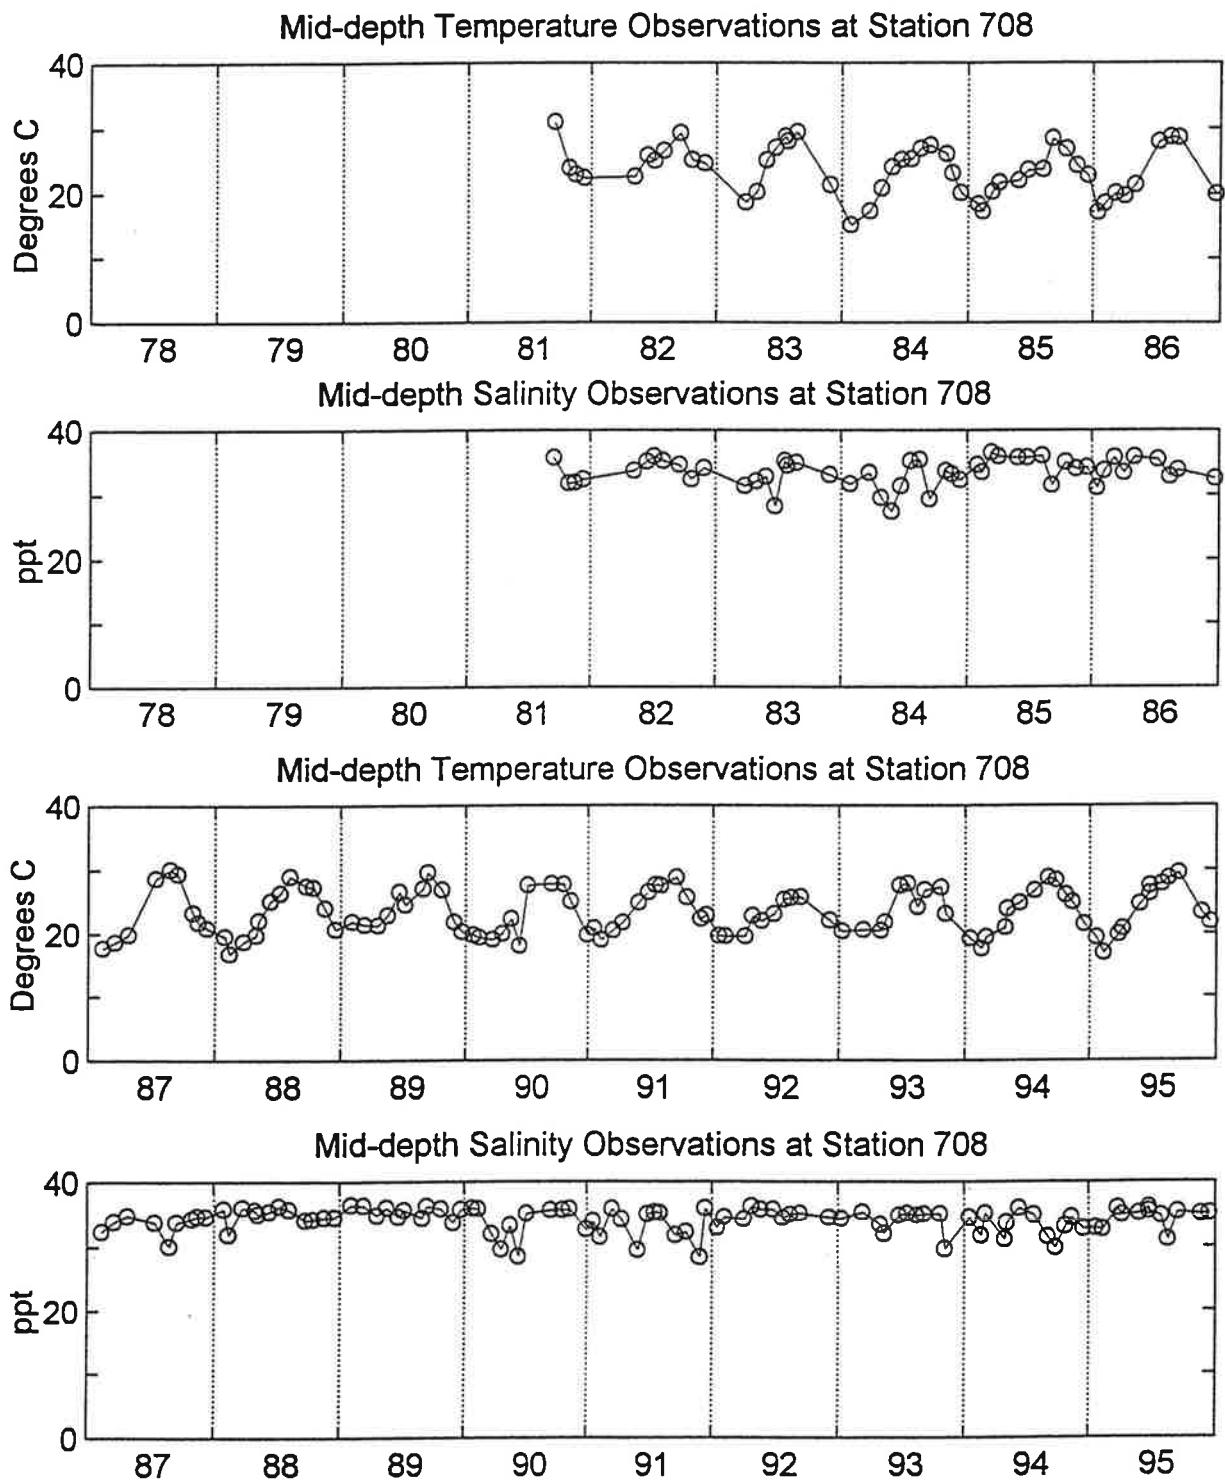 Mid-depth Temperature Observations at Station 708
40
20
0
Degrees C
78 79 80 81 82 83 84 85 86
Mid-depth Salinity Observations at Station 708
40
20
0
ppt
78 79 80 81 82 83 84 85 86
Mid-depth Temperature Observations at Station 708
40
20
0
Degrees C
87 88 89 90 91 92 93 94 95
Mid-depth Salinity Observations at Station 708
40
20
0
ppt
87 88 89 90 91 92 93 94 95